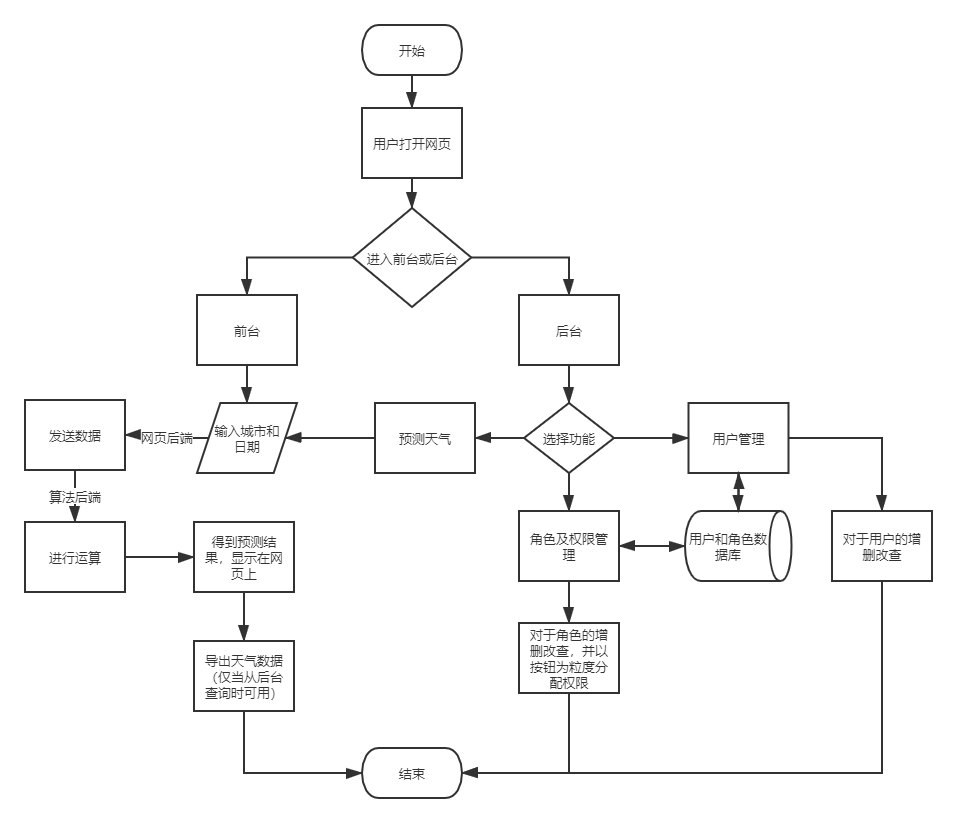 开始
用户打开网页
进入前台或后台
前台
后台
发送数据
网页后端
输入城市和
日期
预测天气
选择功能
用户管理
算法后端
进行运算
得到预测结
果，显示在网
页上
角色及权限管
理
用户和角色数
据库
对于用户的增
删改查
导出天气数据
（仅当从后台
查询时可用）
对于角色的增
删改查，并以
按钮为粒度分
配权限
结束